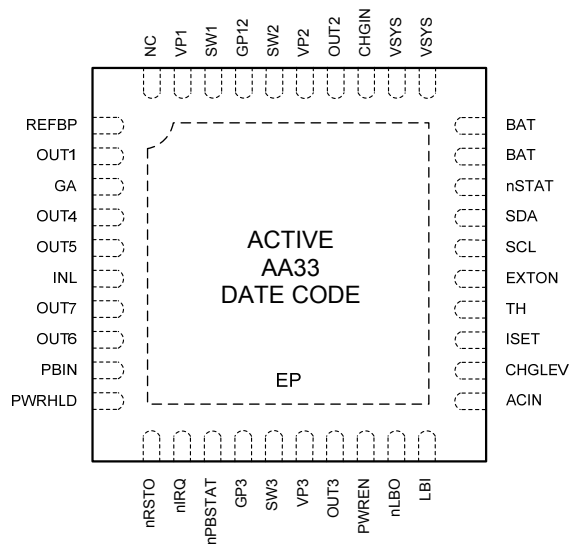 NC
VP1
SW1
GP12
SW2
VP2
OUT2
CHGIN
VSYS
VSYS
REFBP
OUT1
GA
OUT4
OUT5
INL
OUT7
OUT6
PBIN
PWRHLD
ACTIVE
AA33
DATE CODE
EP
BAT
BAT
nSTAT
SDA
SCL
EXTON
TH
ISET
CHGLEV
ACIN
nRSTO
nIRQ
nPBSTAT
GP3
SW3
VP3
OUT3
PWREN
nLBO
LBI